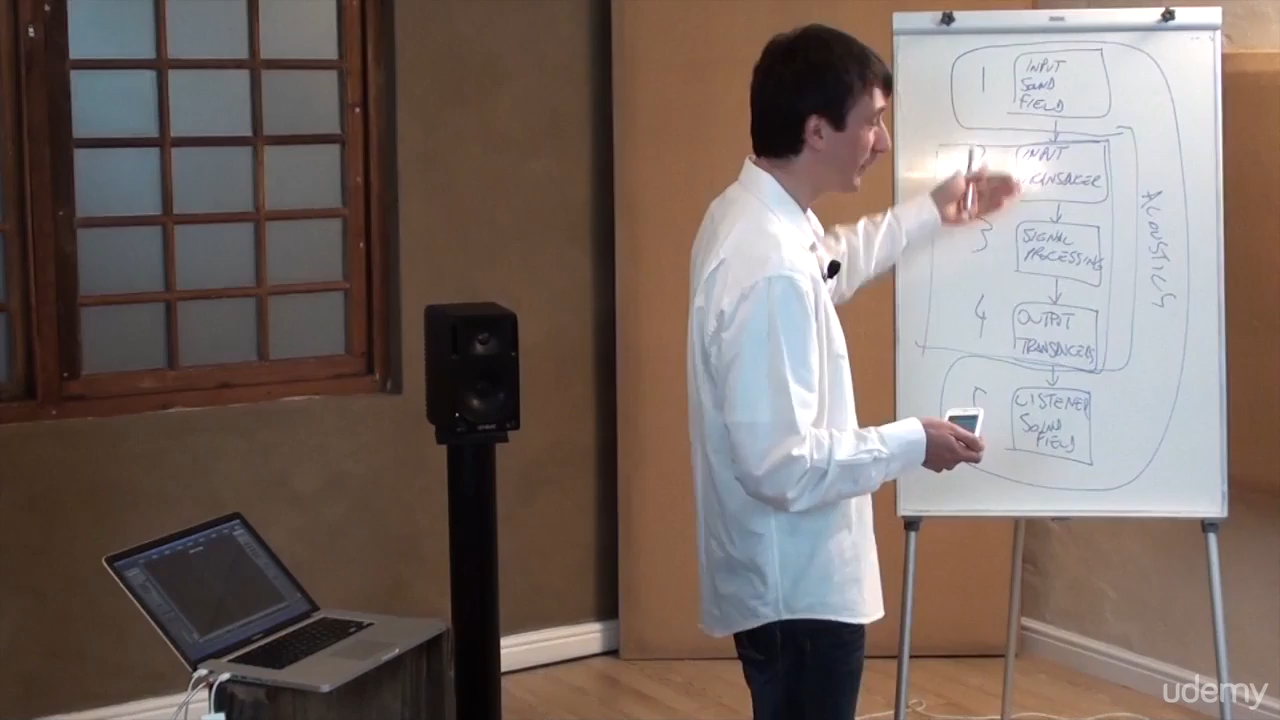 1
INPUT
SOUND
FIELD
INPUT
3
SIGNAL
PROCESSING
4
OUTPUT
TRANSDUCERS
LISTENER
SOUND
FIELD
ACOUSTICS
udemy